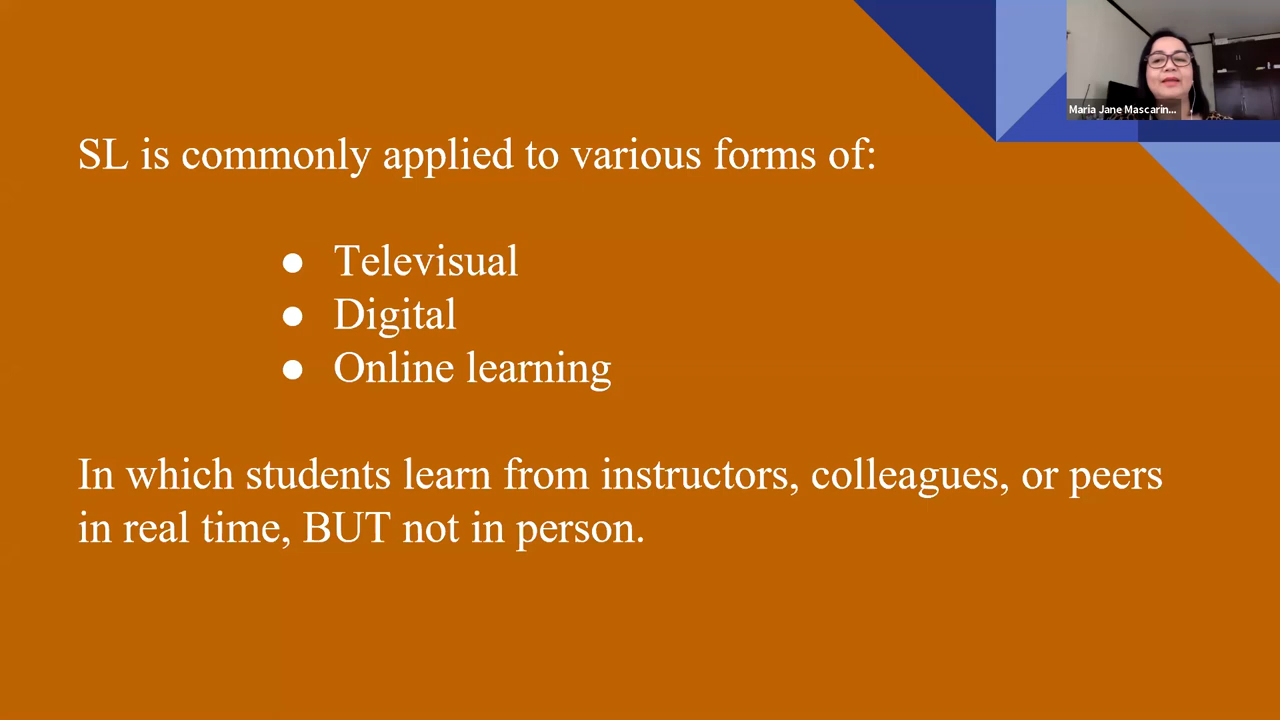 Maria Jane Mascarin...
SL is commonly applied to various forms of:
● Televisual
● Digital
● Online learning
In which students learn from instructors, colleagues, or peers
in real time, BUT not in person.